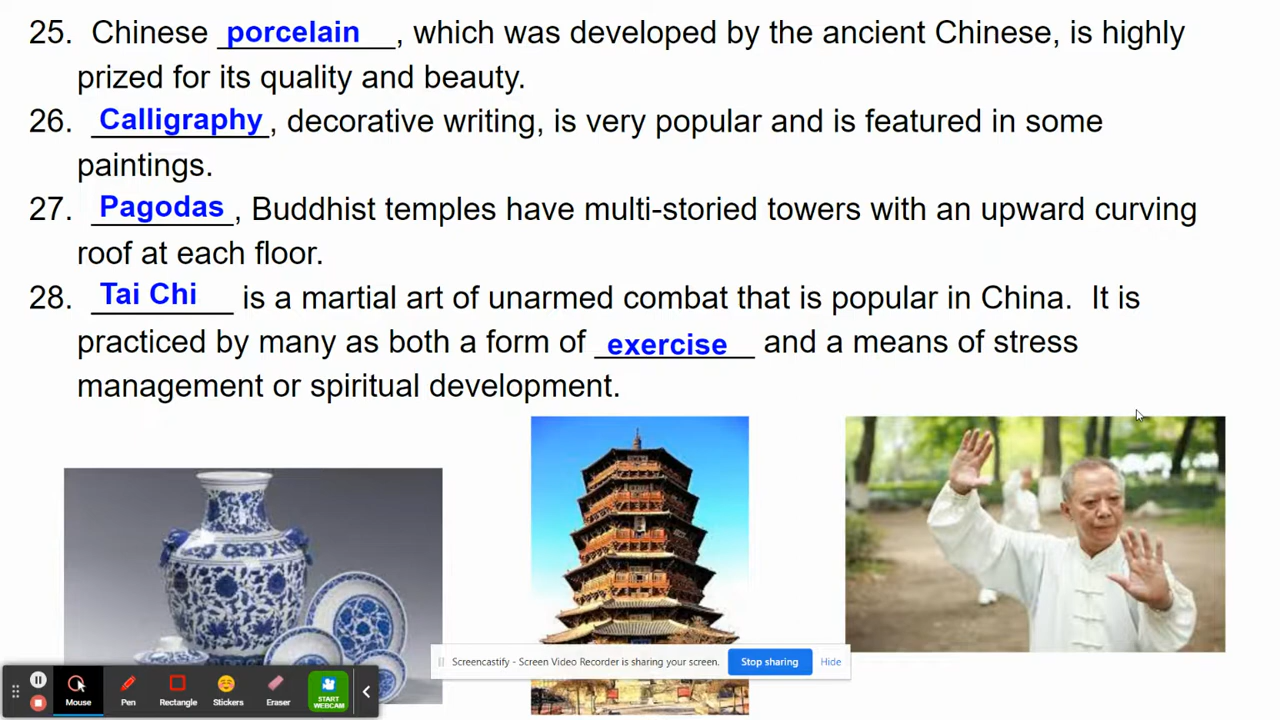 25. Chinese porcelain, which was developed by the ancient Chinese, is highly
prized for its quality and beauty.
26. Calligraphy, decorative writing, is very popular and is featured in some
paintings.
27. Pagodas, Buddhist temples have multi-storied towers with an upward curving
roof at each floor.
28. Tai Chi is a martial art of unarmed combat that is popular in China. It is
practiced by many as both a form of exercise and a means of stress
management or spiritual development.
Screencastify - Screen Video Recorder is sharing your screen. Stop sharing Hide
Mouse Pen Rectangle Stickers Eraser START
WEBCAM